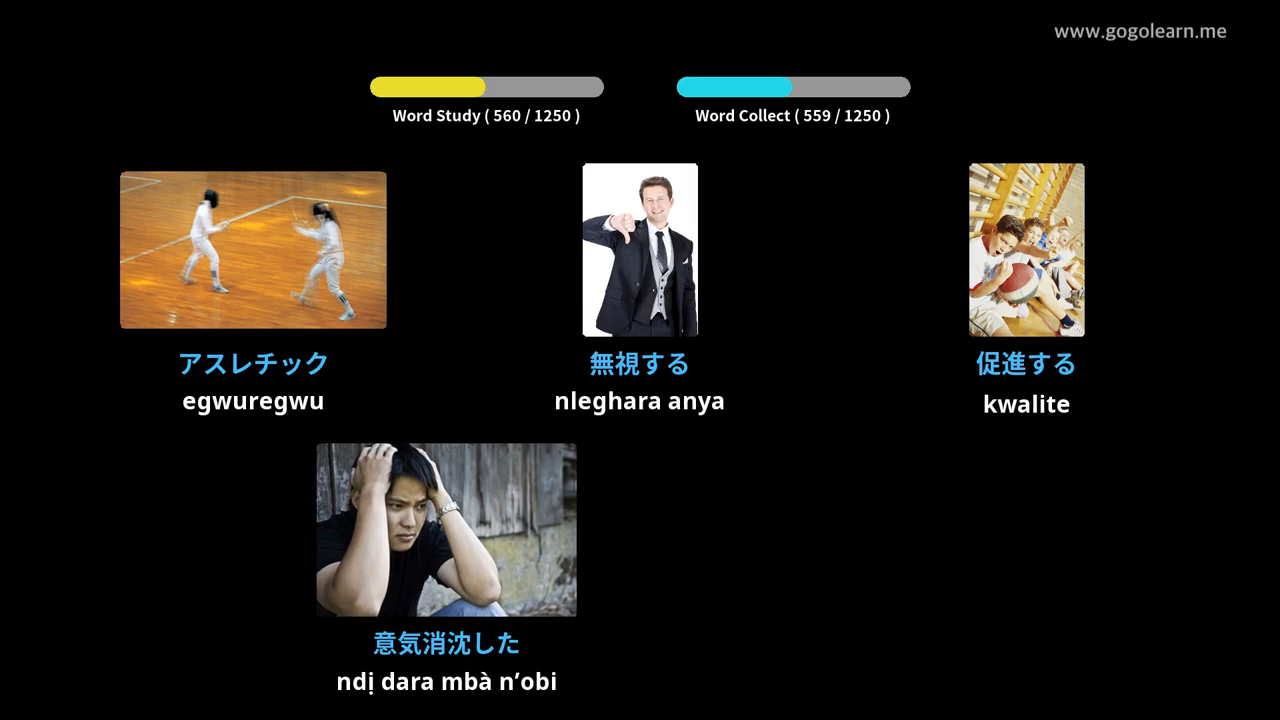 www.gogolearn.me
Word Study ( 560 / 1250 )
Word Collect ( 559 / 1250 )
アスレチック
egwuregwu
無視する
nleghara anya
促進する
kwalite
意気消沈した
ndị dara mbà n’obi